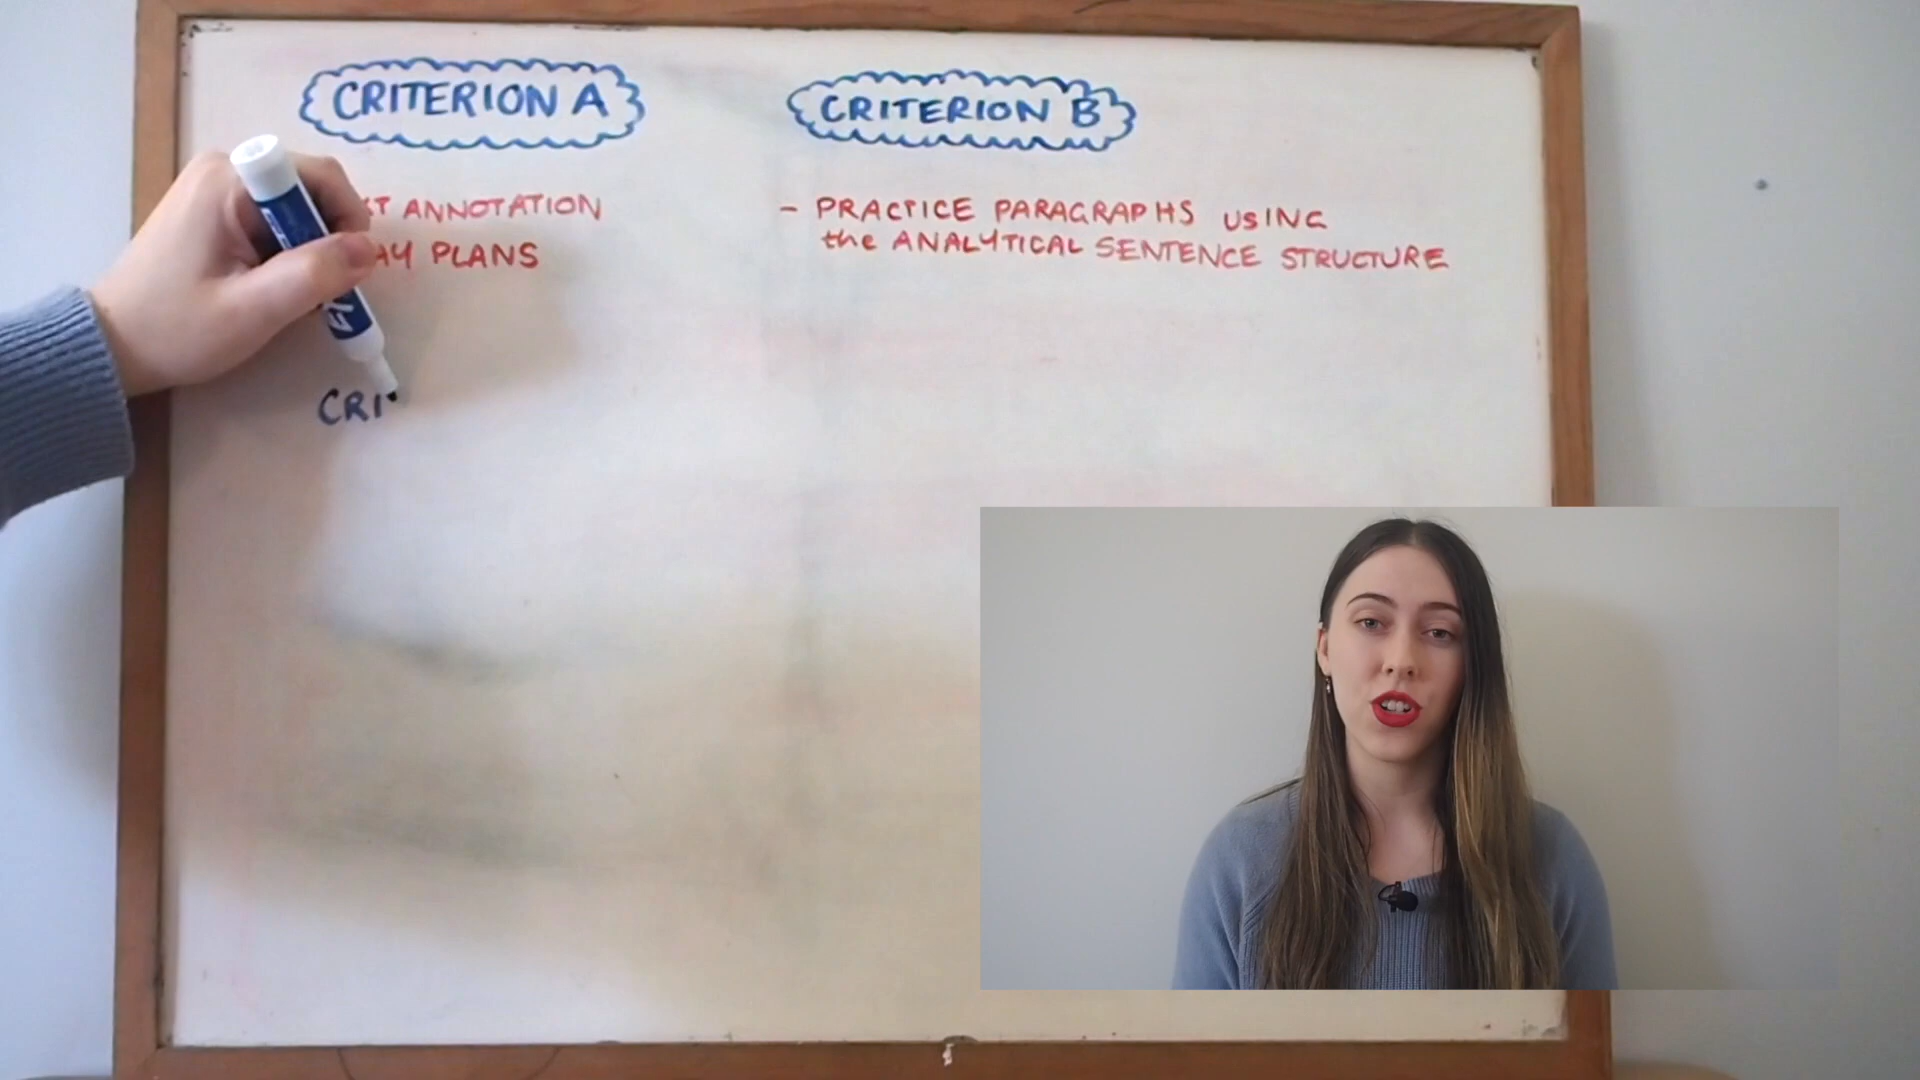 CRITERION A
CRITERION B
ANNOTATION
PLANS
- PRACTICE PARAGRAPHS USING
the ANALYTICAL SENTENCE STRUCTURE
CRI